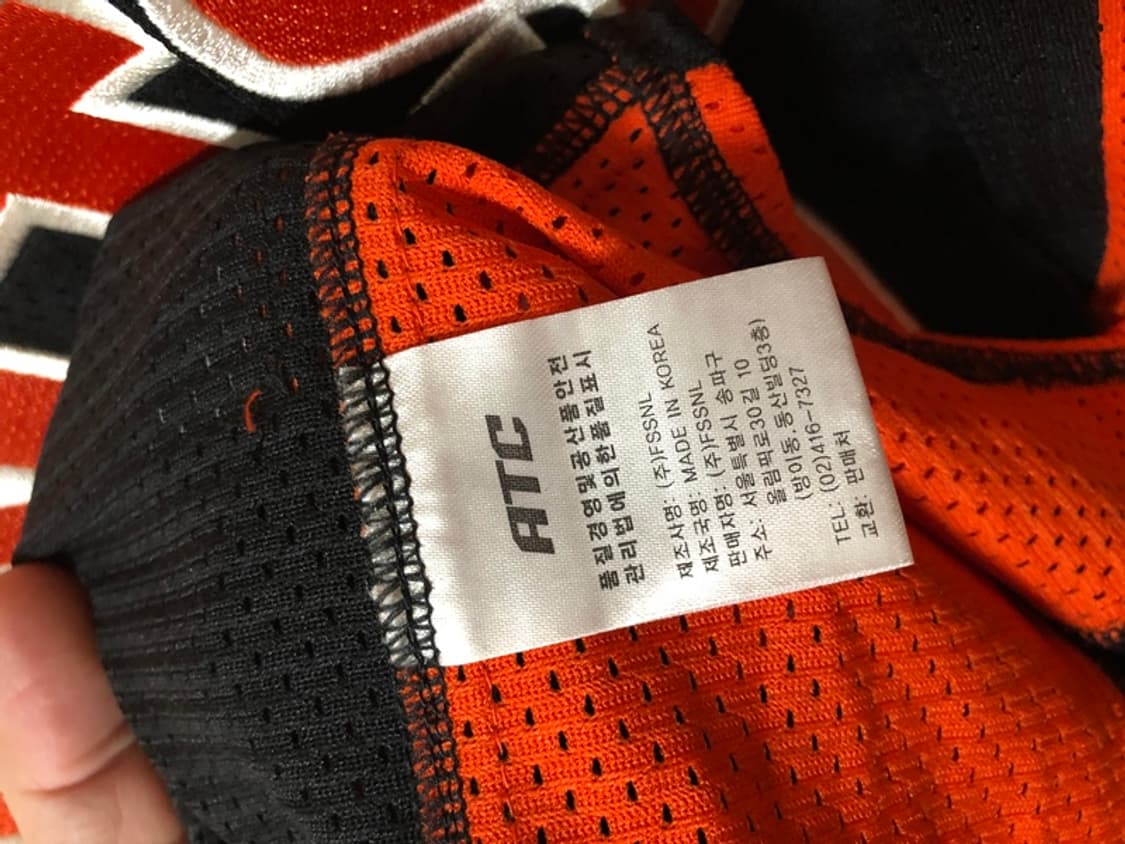 ATC
품질경영및공산품안전
관리법에의한품질표시
제조사명: (주)FSSNL
제조국명: MADE IN KOREA
판매자명: (주)FSSNL
주소: 서울특별시 송파구
올림픽로30길 10
(방이동.동산빌딩3층)
TEL: (02)416-7327
교환: 판매처